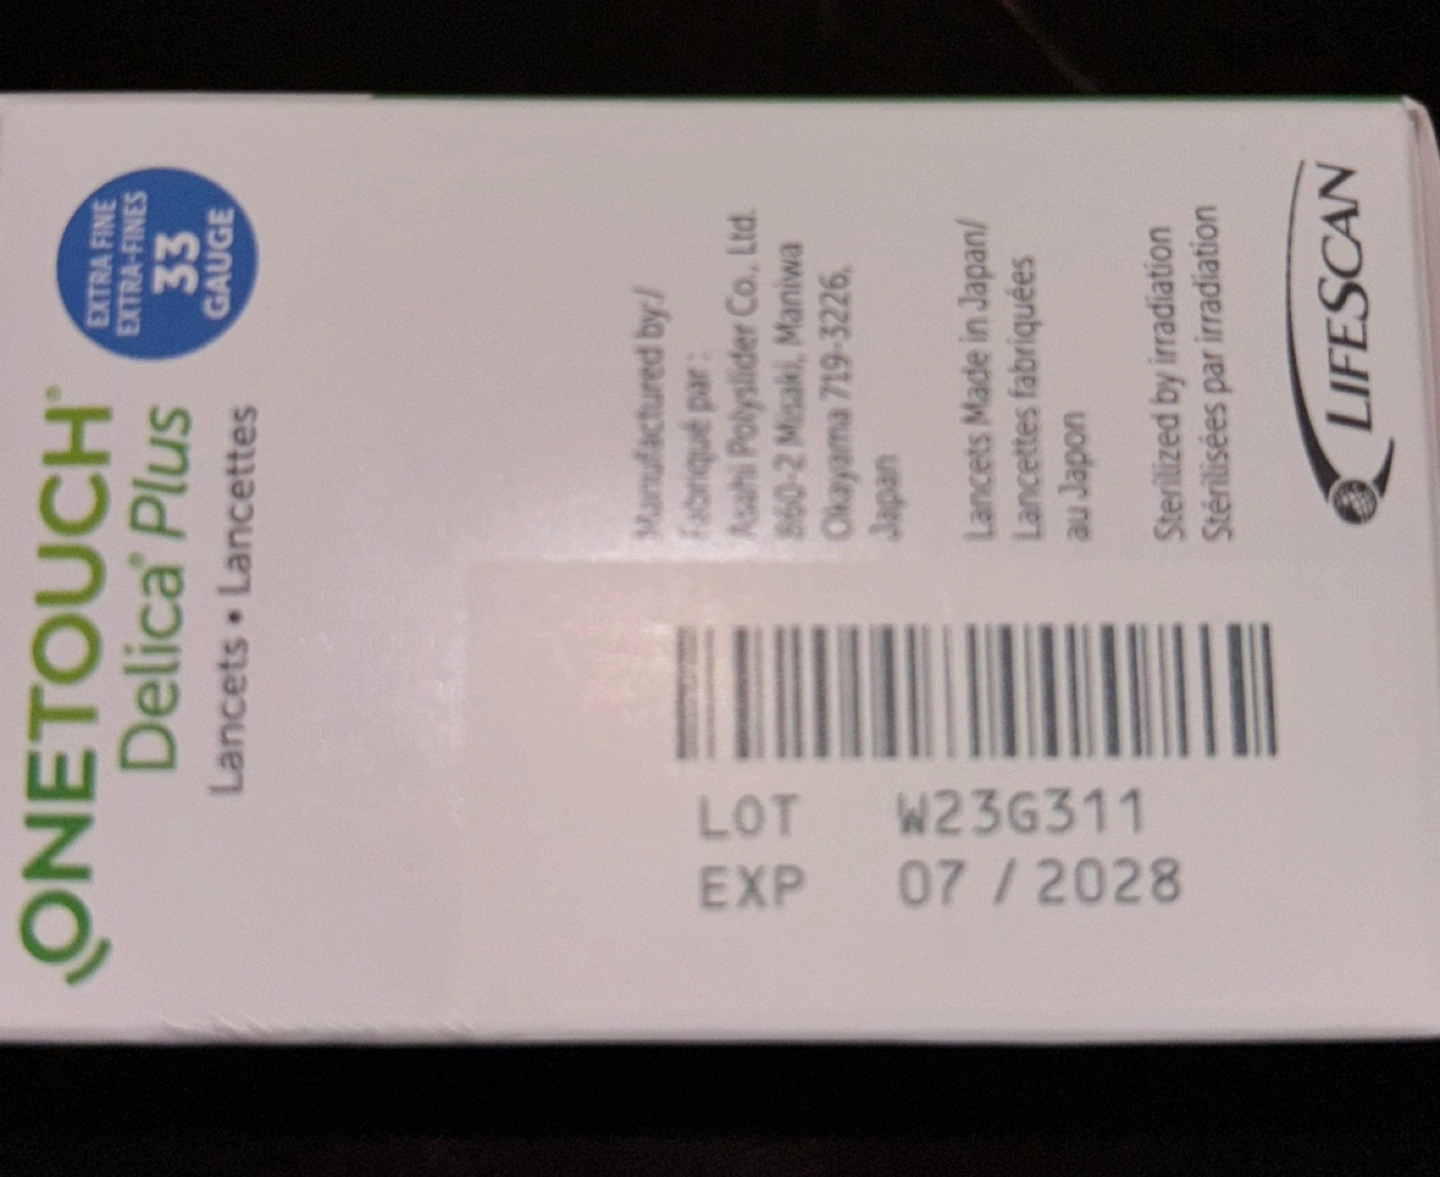 ONETOUCH®
Delica® Plus
Lancets • Lancettes
EXTRA FINE
EXTRA-FINES
33
GAUGE
Manufactured by:/
Fabriqué par :
Asahi Polyslider Co., Ltd.
860-2 Misaki, Maniwa
Okayama 719-3226,
Japan
Lancets Made in Japan/
Lancettes fabriquées
au Japon
Sterilized by irradiation
Stérilisées par irradiation
LIFESCAN
LOT W23G311
EXP 07 / 2028